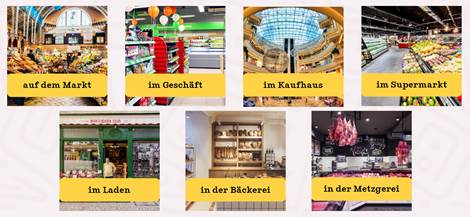 auf dem Markt
im Geschäft
im Kaufhaus
im Supermarkt
im Laden
in der Bäckerei
in der Metzgerei